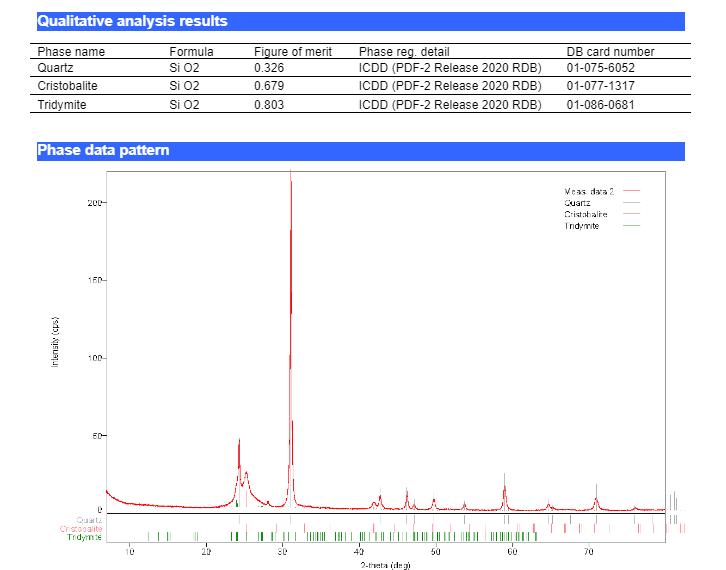 Qualitative analysis results
Phase name Formula Figure of merit Phase reg. detail DB card number
Quartz Si O2 0.326 ICDD (PDF-2 Release 2020 RDB) 01-075-6052
Cristobalite Si O2 0.679 ICDD (PDF-2 Release 2020 RDB) 01-077-1317
Tridymite Si O2 0.803 ICDD (PDF-2 Release 2020 RDB) 01-086-0681
Phase data pattern
Meas. data 2
Quartz
Cristobalite
Tridymite
200
150
100
50
0
Intensity (cps)
Quartz
Cristobalite
Tridymite
10 20 30 40 50 60 70
2-theta (deg)